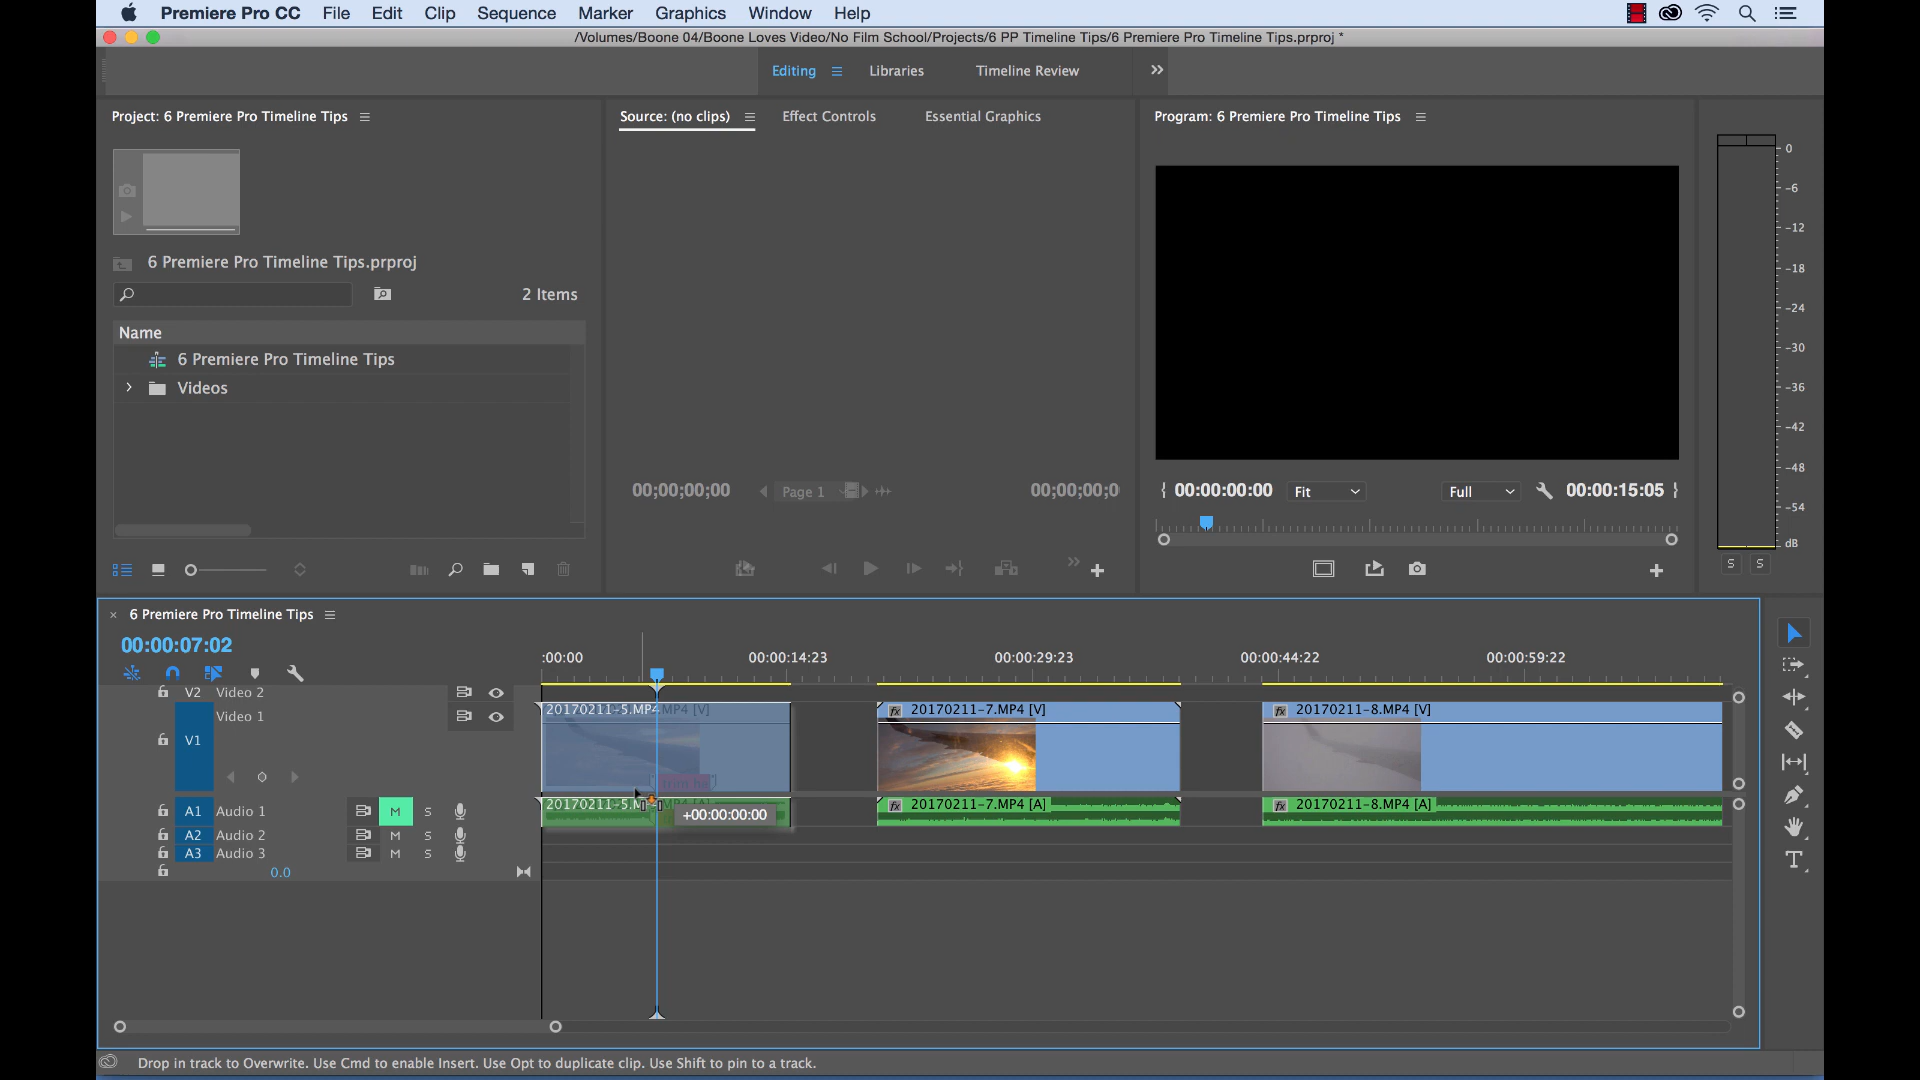 Premiere Pro CC File Edit Clip Sequence Marker Graphics Window Help
/Volumes/Boone 04/Boone Loves Video/No Film School/Projects/6 PP Timeline Tips/6 Premiere Pro Timeline Tips.prproj *
Editing Libraries Timeline Review
Project: 6 Premiere Pro Timeline Tips
Source: (no clips) Effect Controls Essential Graphics
Program: 6 Premiere Pro Timeline Tips
6 Premiere Pro Timeline Tips.prproj
2 Items
Name
6 Premiere Pro Timeline Tips
Videos
00;00;00;00 Page 1 00;00;00;0
00:00:00:00 Fit Full 00:00:15:05
0
-6
-12
-18
-24
-30
-36
-42
-48
-54
dB
S S
6 Premiere Pro Timeline Tips
00:00:07:02
:00:00 00:00:14:23 00:00:29:23 00:00:44:22 00:00:59:22
V2 Video 2
V1 Video 1
20170211-5.MP4 [V] fx 20170211-7.MP4 [V] fx 20170211-8.MP4 [V]
A1 Audio 1 M S
20170211-5.MP4 [A] fx 20170211-7.MP4 [A] fx 20170211-8.MP4 [A]
+00:00:00:00
A2 Audio 2 M S
A3 Audio 3 M S
0.0
Drop in track to Overwrite. Use Cmd to enable Insert. Use Opt to duplicate clip. Use Shift to pin to a track.